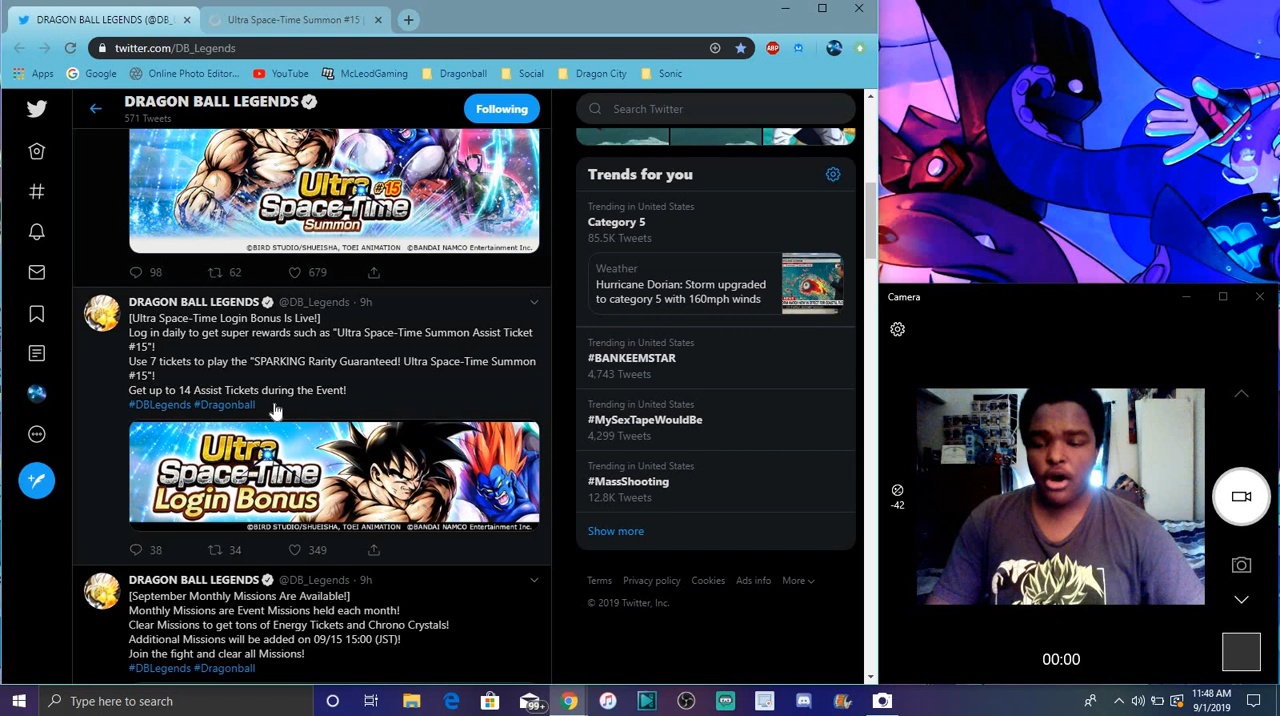 DRAGON BALL LEGENDS (@DB_
Ultra Space-Time Summon #15 |
twitter.com/DB_Legends
ABP
Apps
Google
Online Photo Editor...
YouTube
McLeodGaming
Dragonball
Social
Dragon City
Sonic
DRAGON BALL LEGENDS
571 Tweets
Following
Search Twitter
Ultra #15
Space-Time
Summon
©BIRD STUDIO/SHUEISHA, TOEI ANIMATION ©BANDAI NAMCO Entertainment Inc.
98 62 679
DRAGON BALL LEGENDS @DB_Legends · 9h
[Ultra Space-Time Login Bonus Is Live!]
Log in daily to get super rewards such as "Ultra Space-Time Summon Assist Ticket
#15"!
Use 7 tickets to play the "SPARKING Rarity Guaranteed! Ultra Space-Time Summon
#15"!
Get up to 14 Assist Tickets during the Event!
#DBLegends #Dragonball
Ultra
Space-Time
Login Bonus
©BIRD STUDIO/SHUEISHA, TOEI ANIMATION ©BANDAI NAMCO Entertainment Inc.
38 34 349
DRAGON BALL LEGENDS @DB_Legends · 9h
[September Monthly Missions Are Available!]
Monthly Missions are Event Missions held each month!
Clear Missions to get tons of Energy Tickets and Chrono Crystals!
Additional Missions will be added on 09/15 15:00 (JST)!
Join the fight and clear all Missions!
#DBLegends #Dragonball
Trends for you
Trending in United States
Category 5
85.5K Tweets
Weather
Hurricane Dorian: Storm upgraded
to category 5 with 160mph winds
Trending in United States
#BANKEEMSTAR
4,743 Tweets
Trending in United States
#MySexTapeWouldBe
4,299 Tweets
Trending in United States
#MassShooting
12.8K Tweets
Show more
Terms Privacy policy Cookies Ads info More
© 2019 Twitter, Inc.
Camera
-42
00:00
Type here to search
99+
11:48 AM
9/1/2019